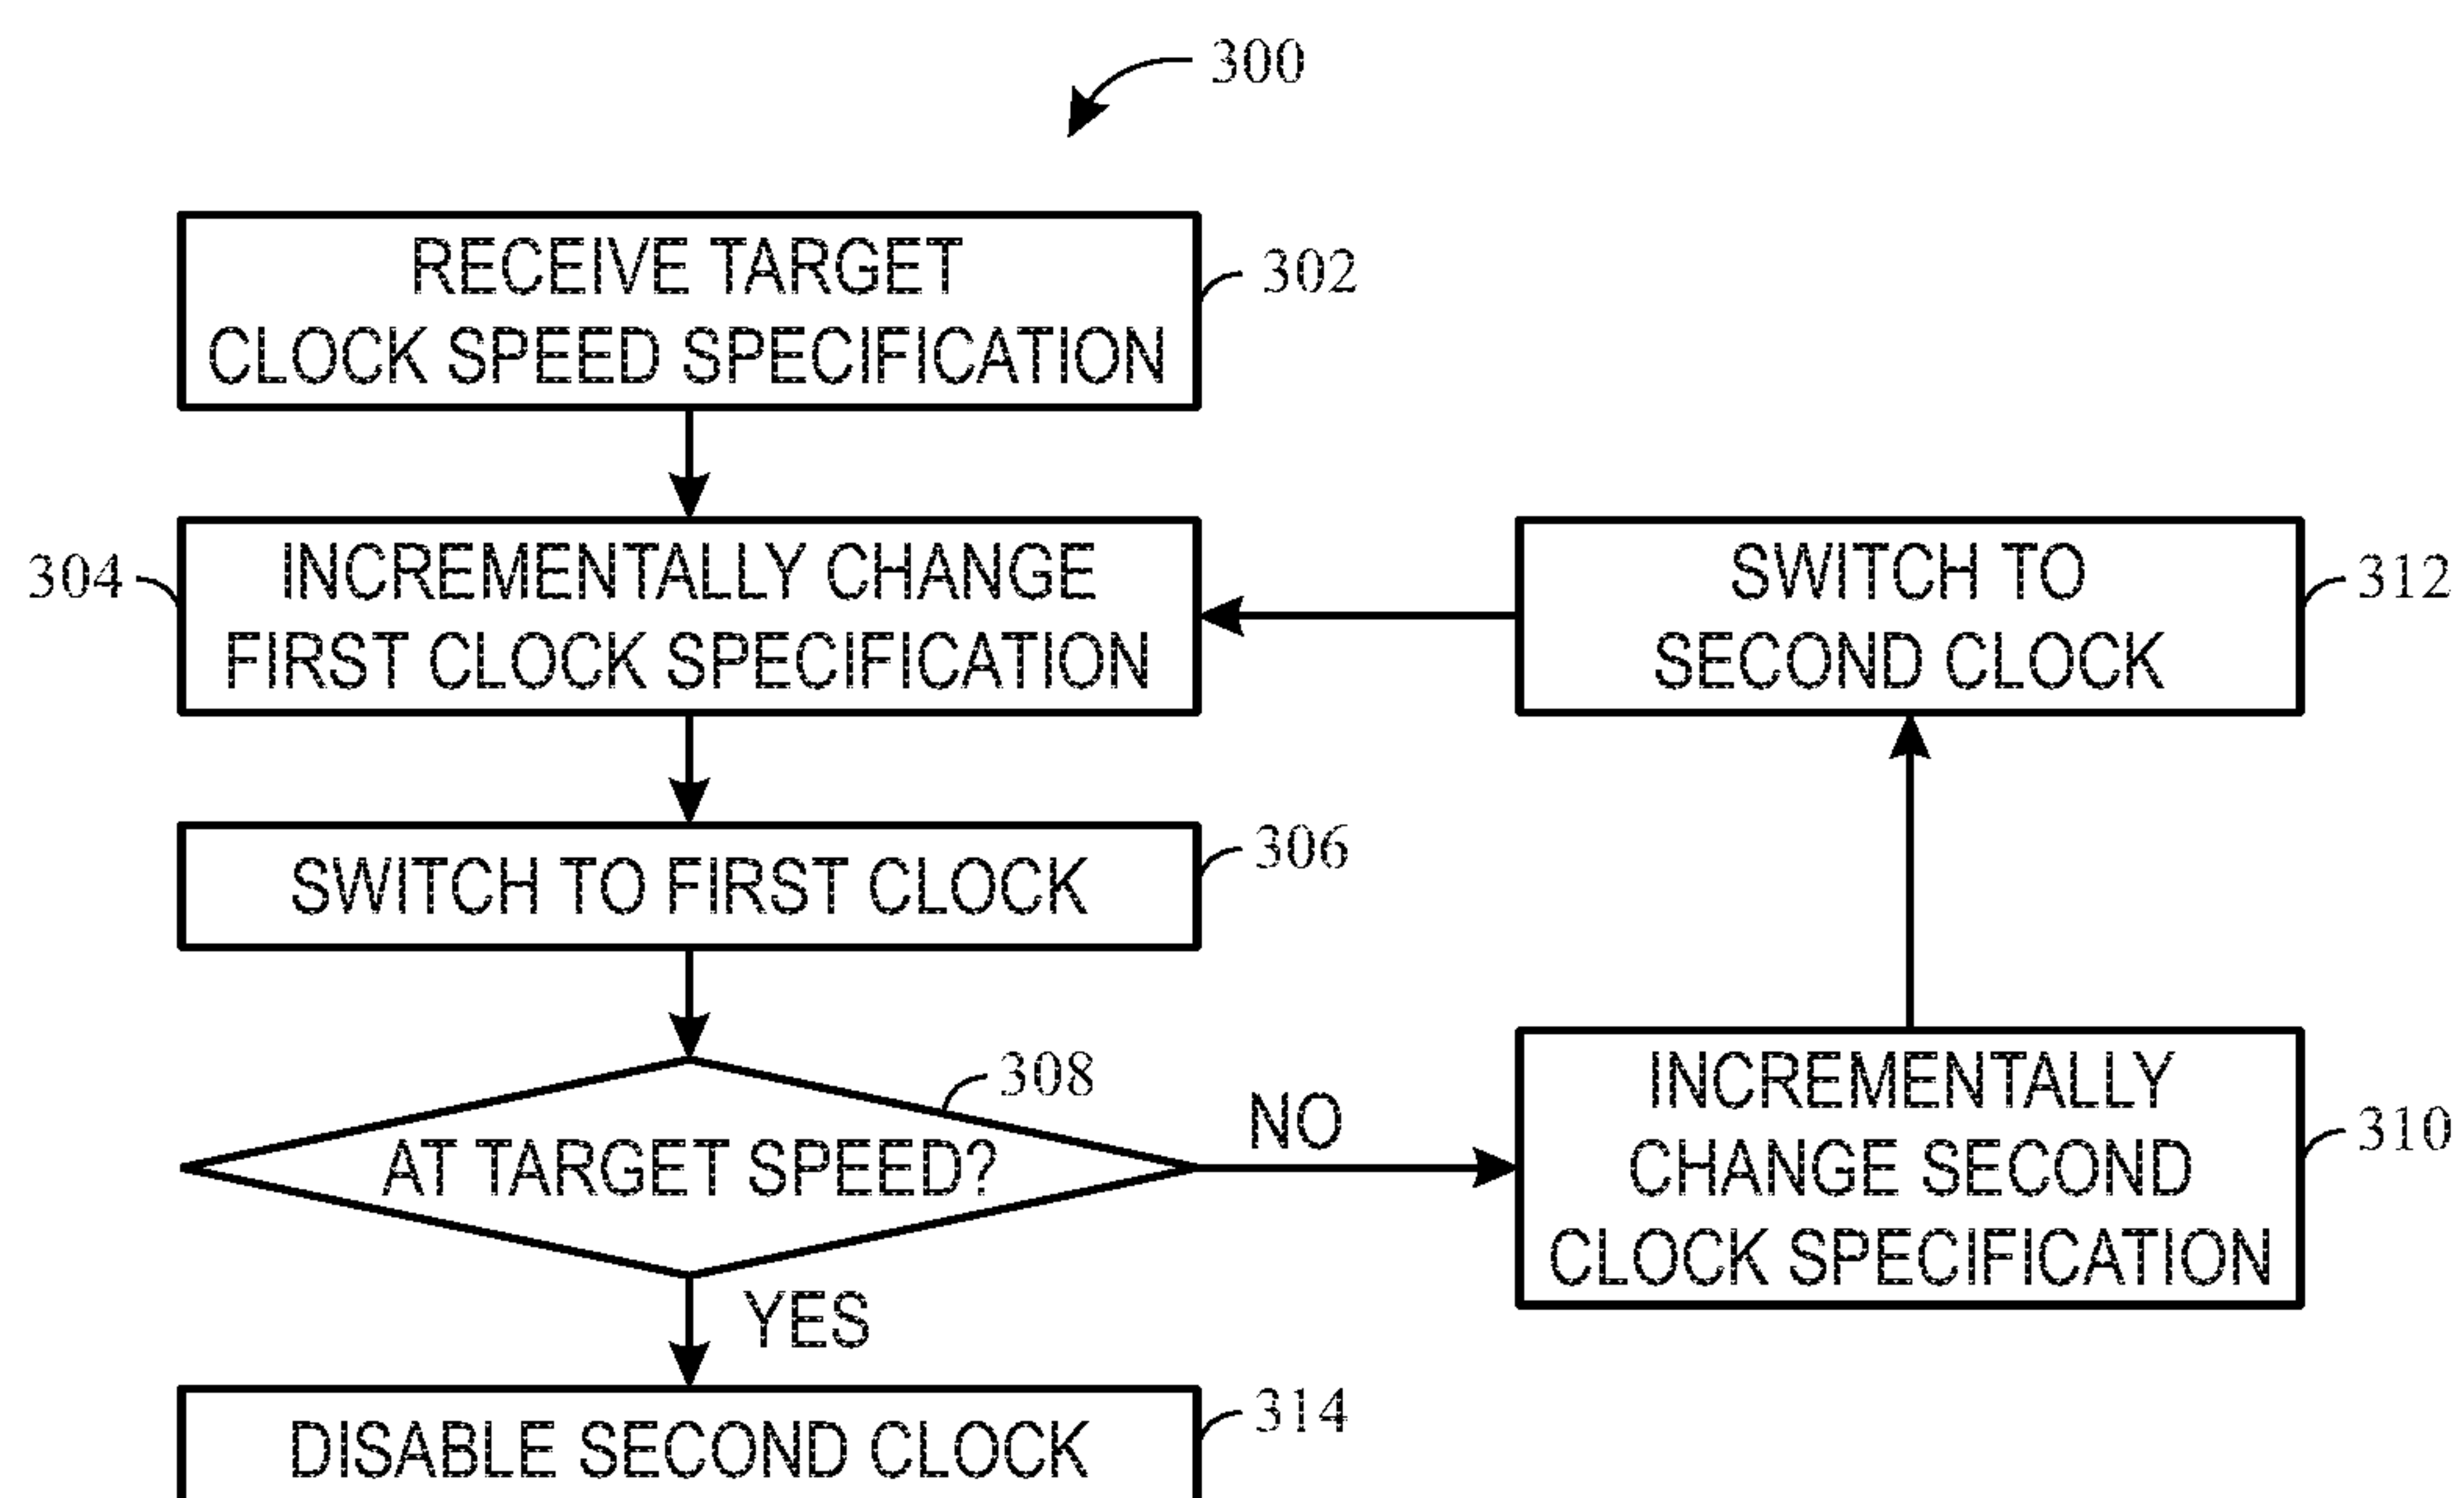 300
RECEIVE TARGET
CLOCK SPEED SPECIFICATION
302
304
INCREMENTALLY CHANGE
FIRST CLOCK SPECIFICATION
SWITCH TO
SECOND CLOCK
312
SWITCH TO FIRST CLOCK
306
308
AT TARGET SPEED?
NO
INCREMENTALLY
CHANGE SECOND
CLOCK SPECIFICATION
310
YES
DISABLE SECOND CLOCK
314